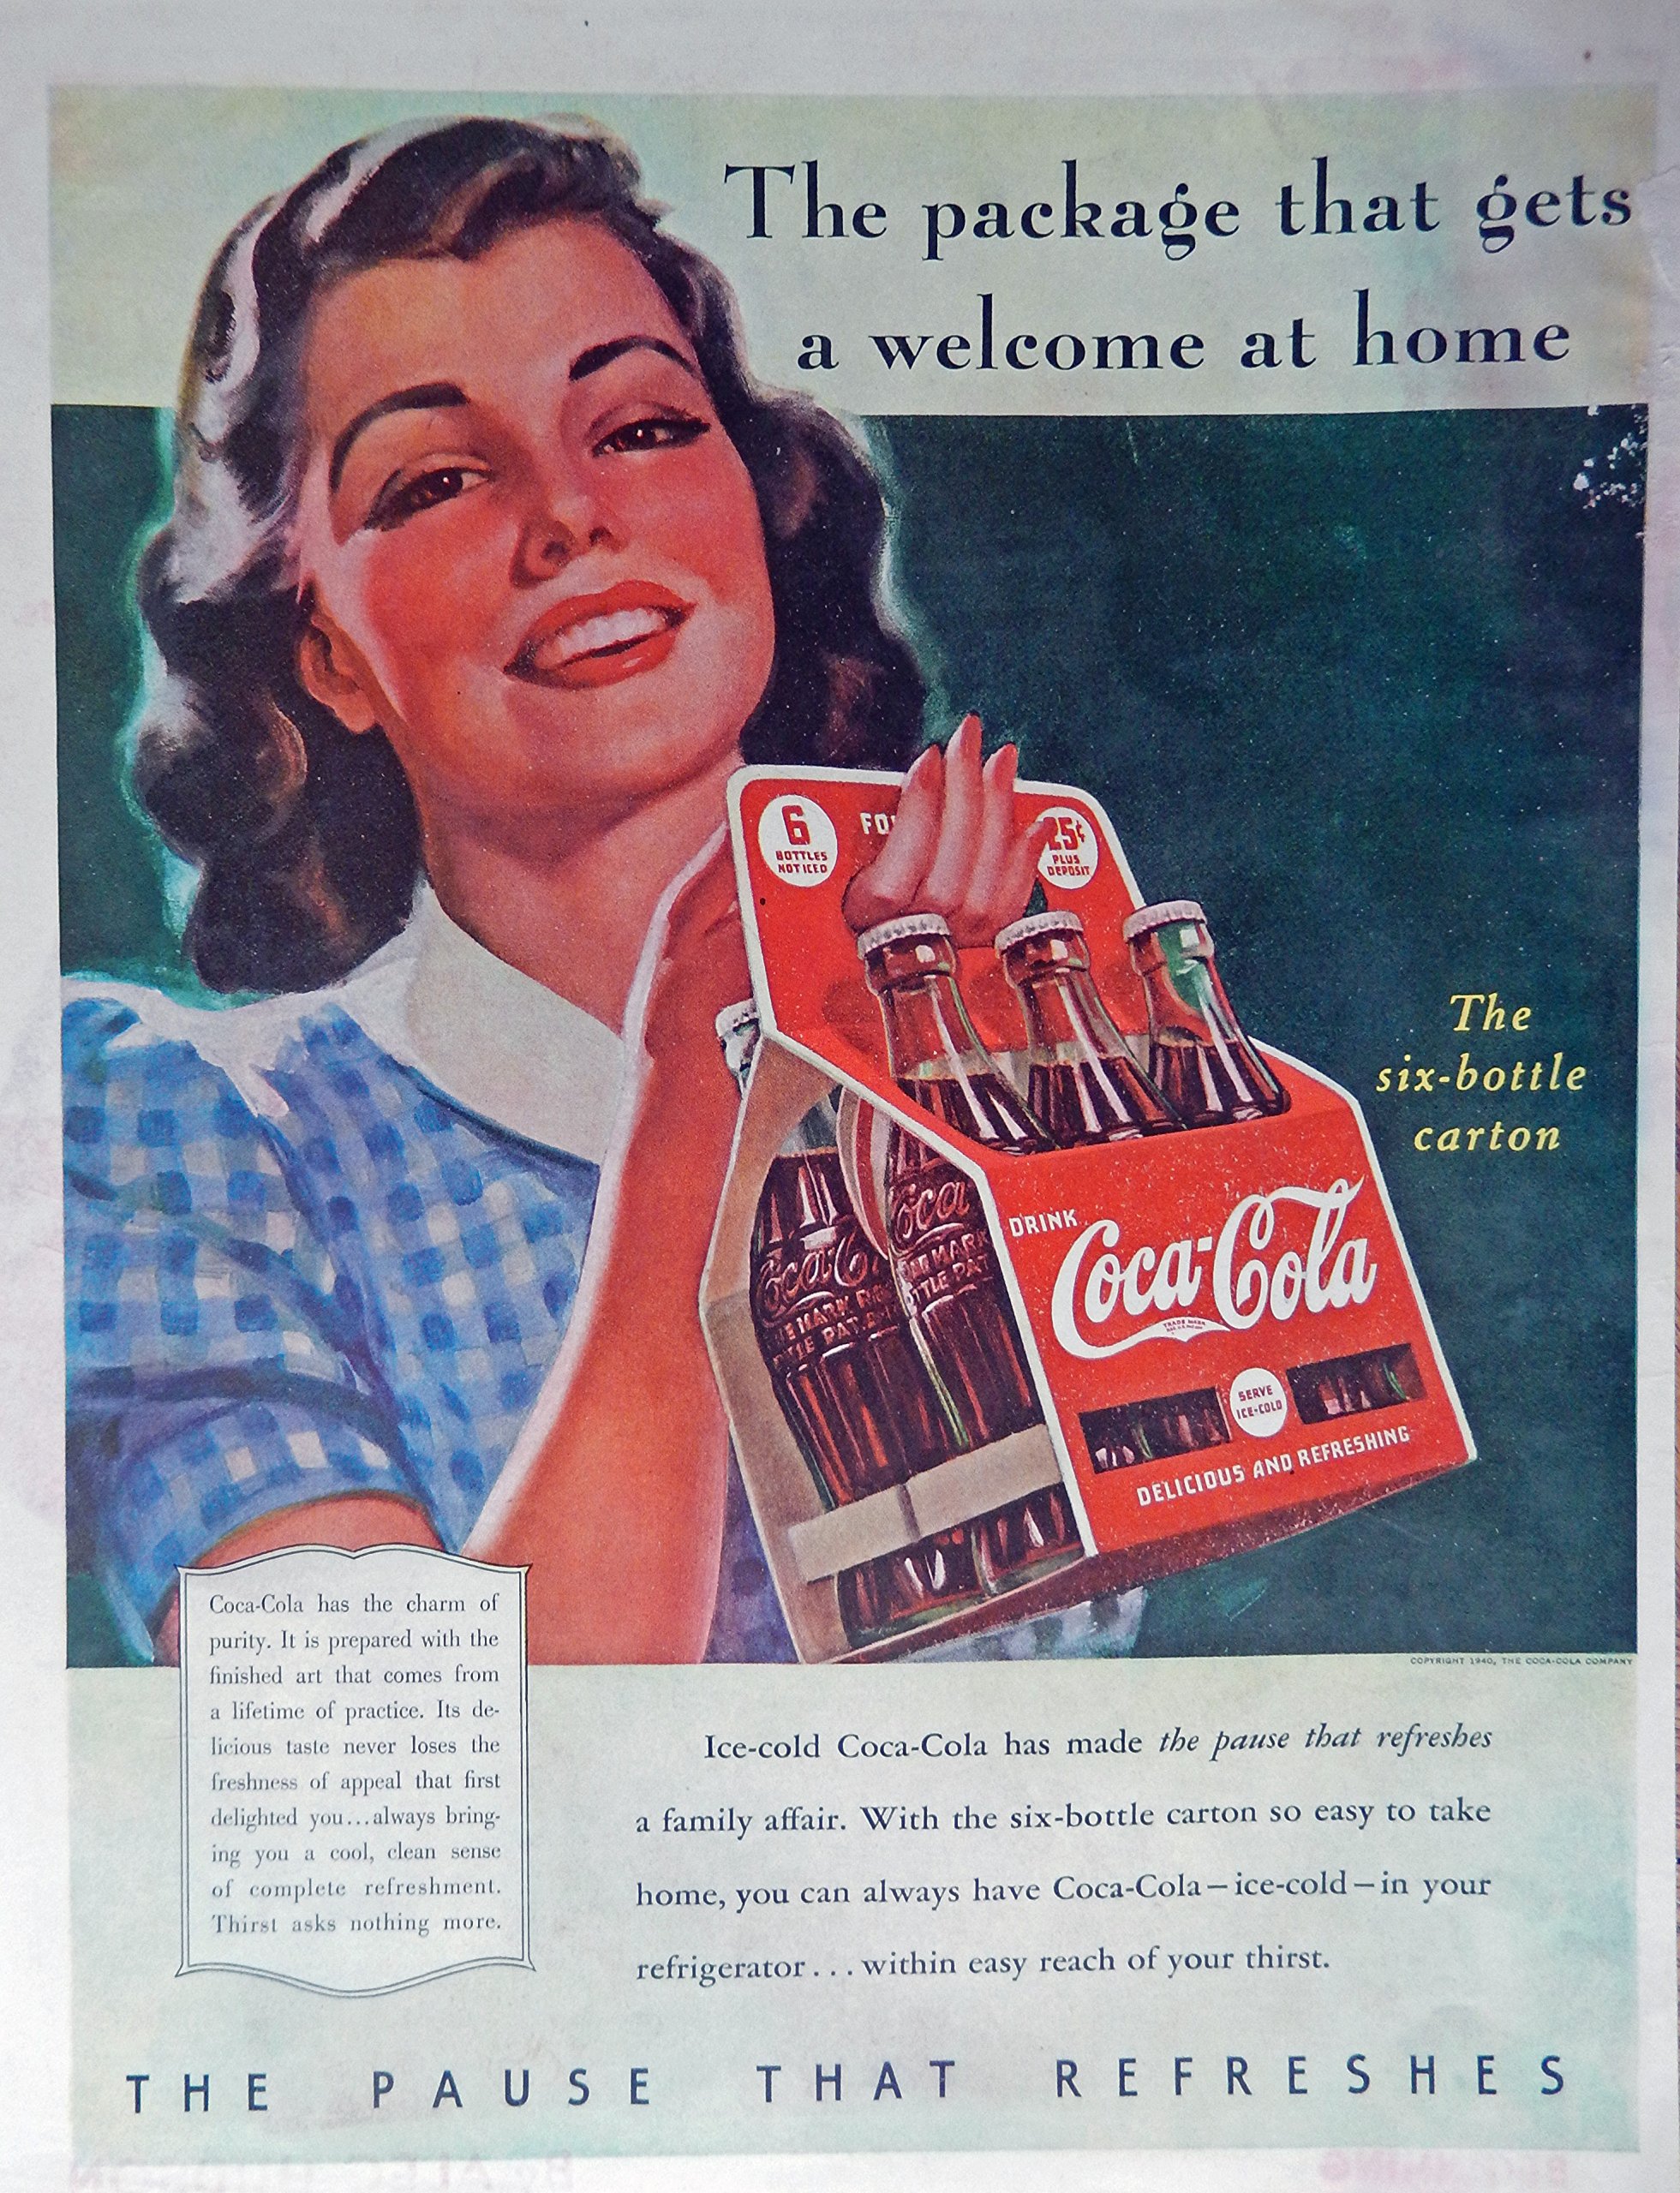 The package that gets
a welcome at home
6
BOTTLES
NOT ICED
FO
25¢
PLUS
DEPOSIT
The
six-bottle
carton
DRINK
Coca-Cola
TRADE MARK
Coca-C
Coca
SERVE
ICE-COLD
DELICIOUS AND REFRESHING
COPYRIGHT 1940, THE COCA-COLA COMPANY
Coca-Cola has the charm of
purity. It is prepared with the
finished art that comes from
a lifetime of practice. Its de-
licious taste never loses the
freshness of appeal that first
delighted you...always bring-
ing you a cool, clean sense
of complete refreshment.
Thirst asks nothing more.
Ice-cold Coca-Cola has made the pause that refreshes
a family affair. With the six-bottle carton so easy to take
home, you can always have Coca-Cola—ice-cold—in your
refrigerator... within easy reach of your thirst.
THE PAUSE THAT REFRESHES